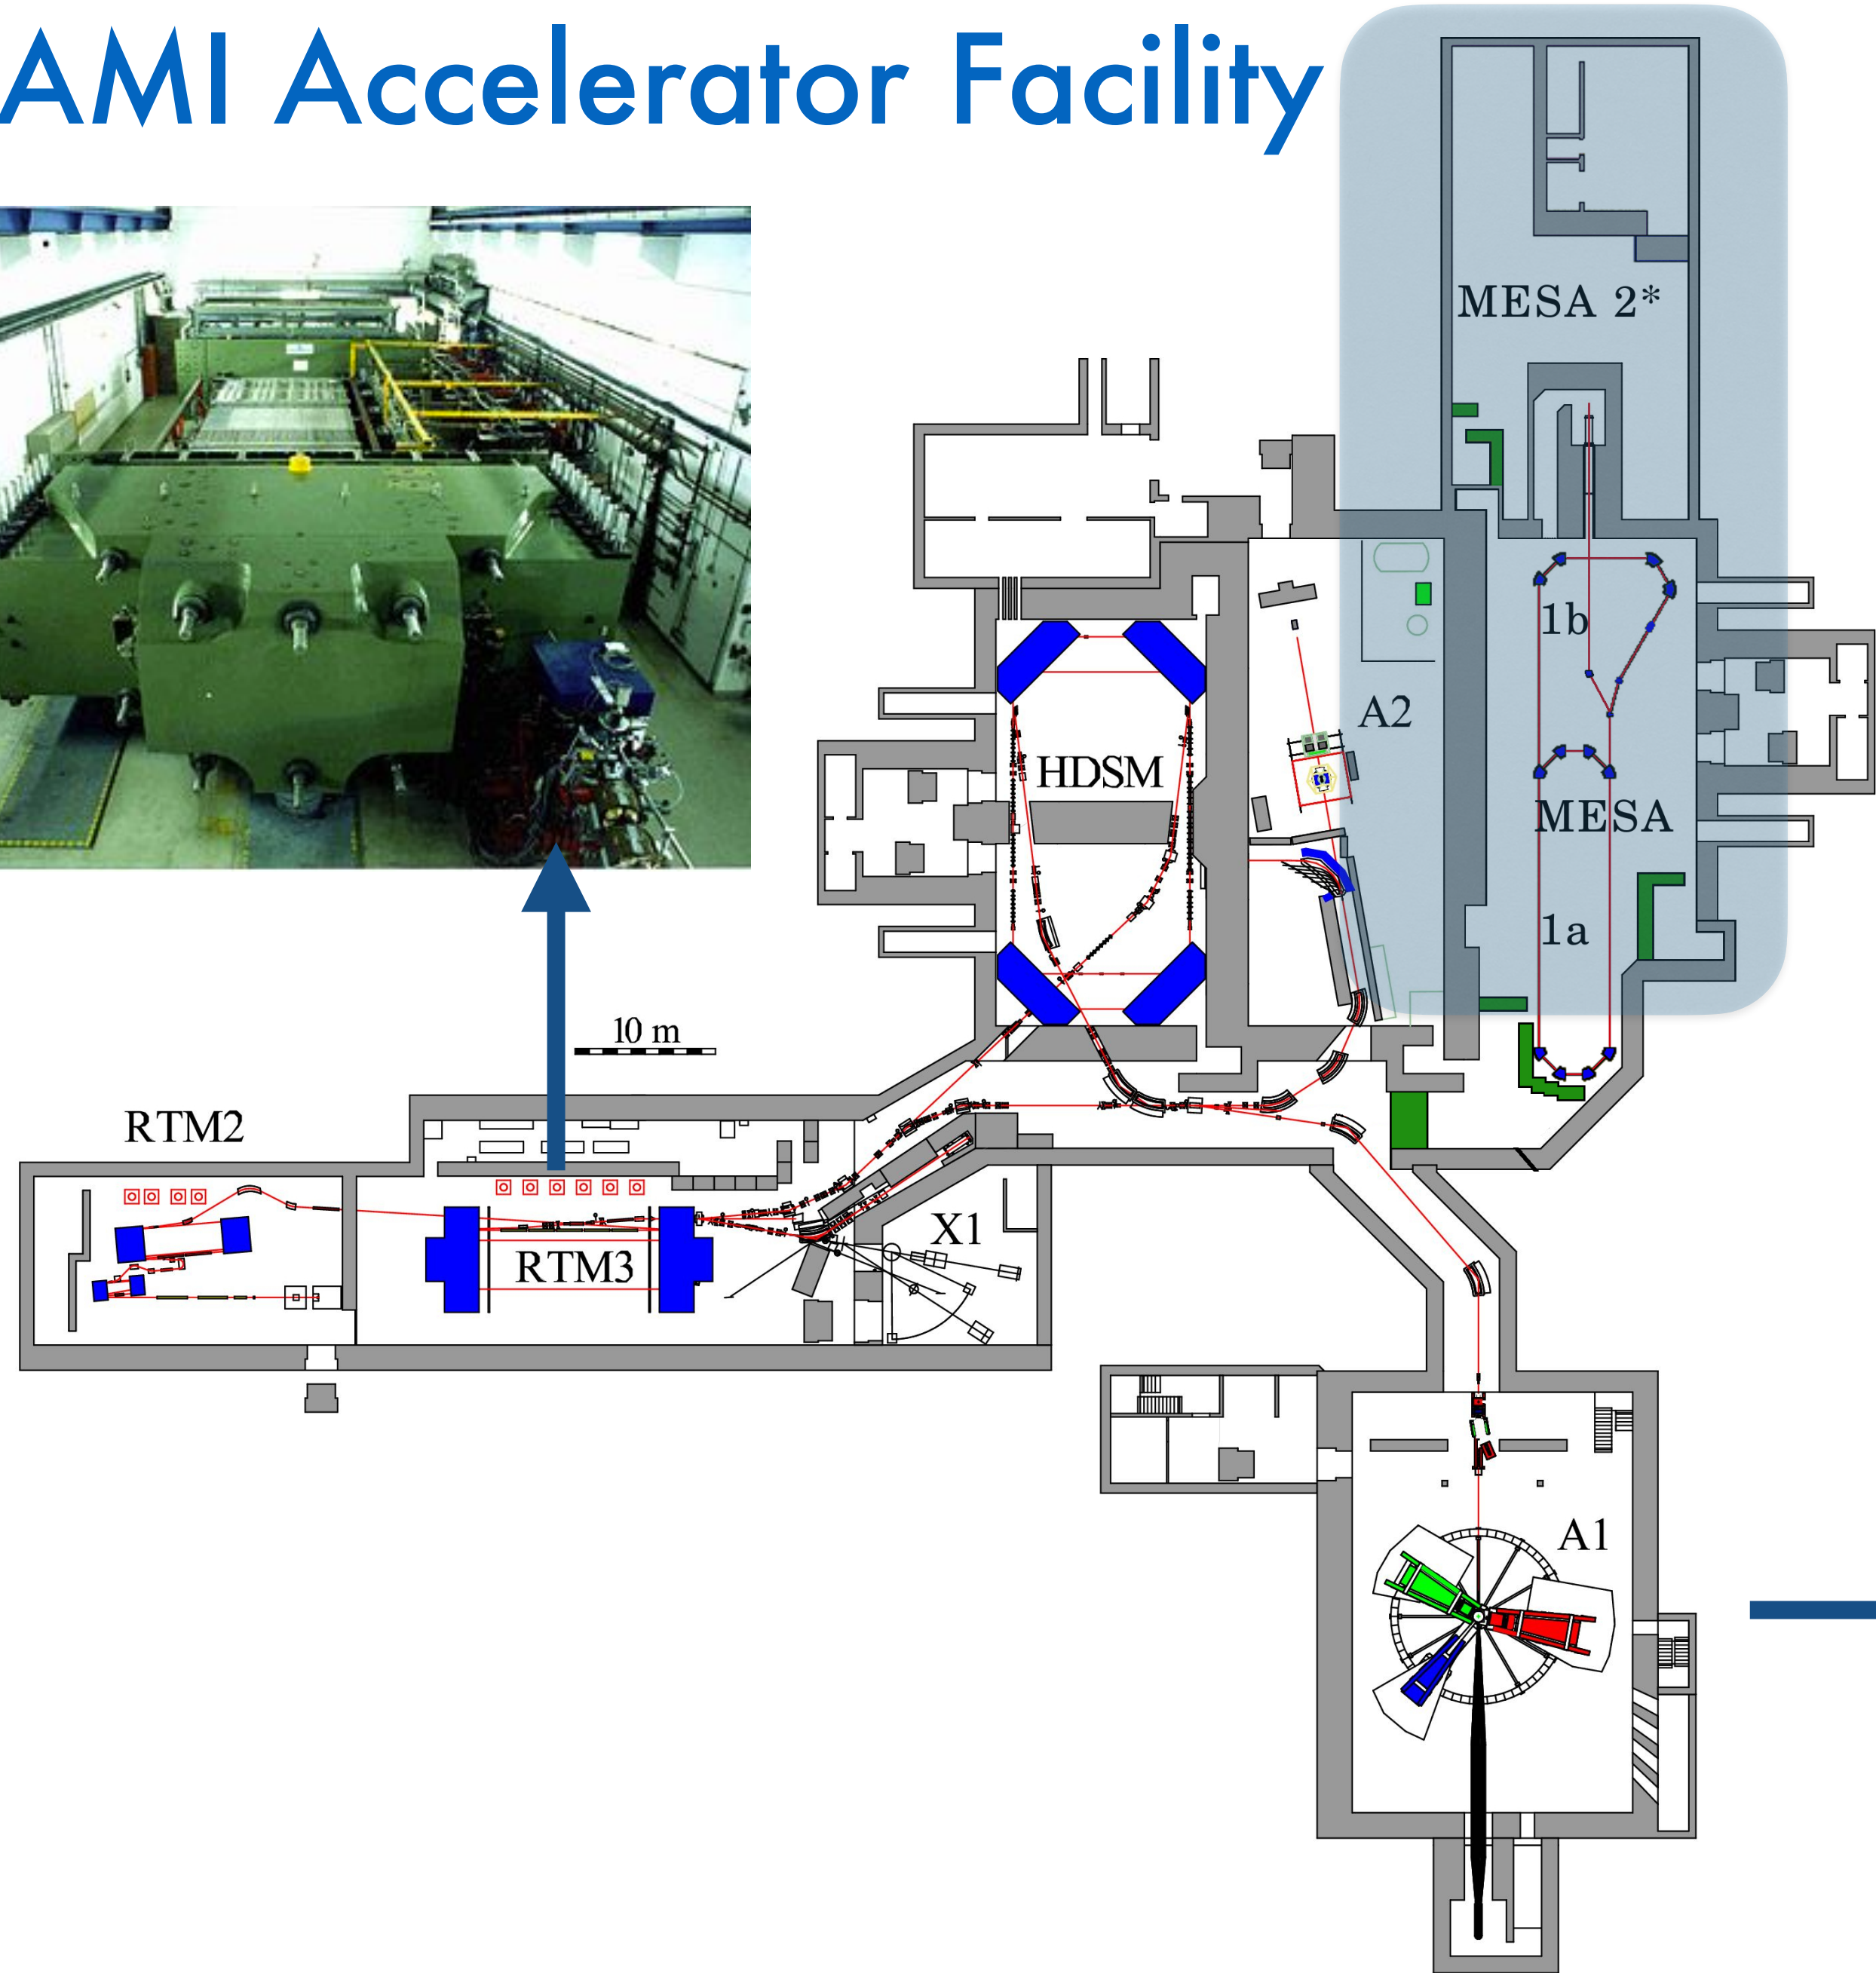 AMI Accelerator Facility
MESA 2*
1b
A2
HDSM
MESA
1a
10 m
RTM2
X1
RTM3
A1